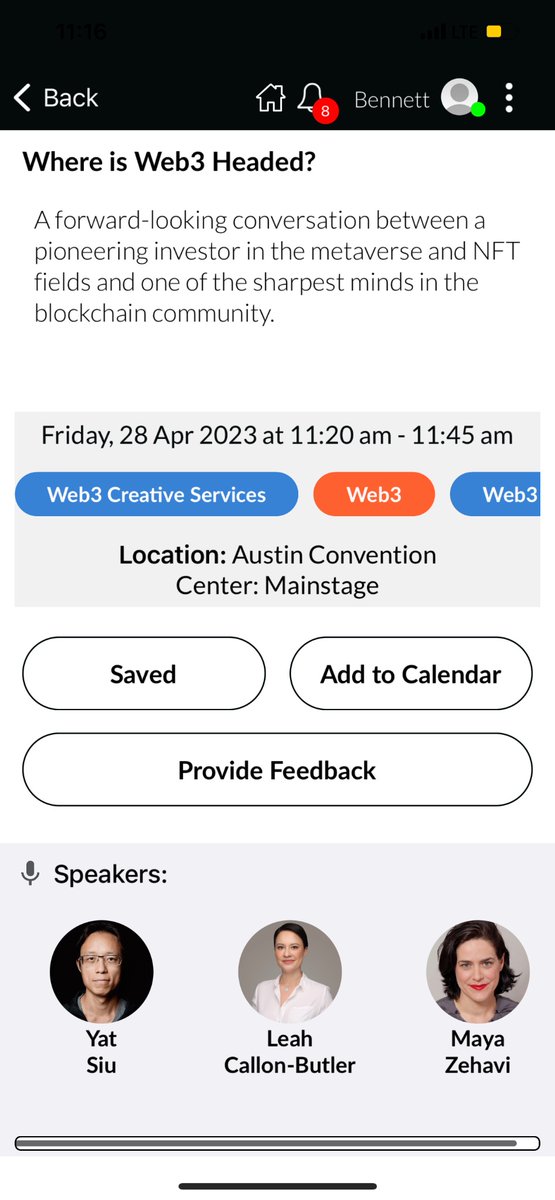 11:16
LTE
Back
8
Bennett
Where is Web3 Headed?
A forward-looking conversation between a
pioneering investor in the metaverse and NFT
fields and one of the sharpest minds in the
blockchain community.
Friday, 28 Apr 2023 at 11:20 am - 11:45 am
Web3 Creative Services
Web3
Web3
Location: Austin Convention
Center: Mainstage
Saved
Add to Calendar
Provide Feedback
Speakers:
Yat
Siu
Leah
Callon-Butler
Maya
Zehavi